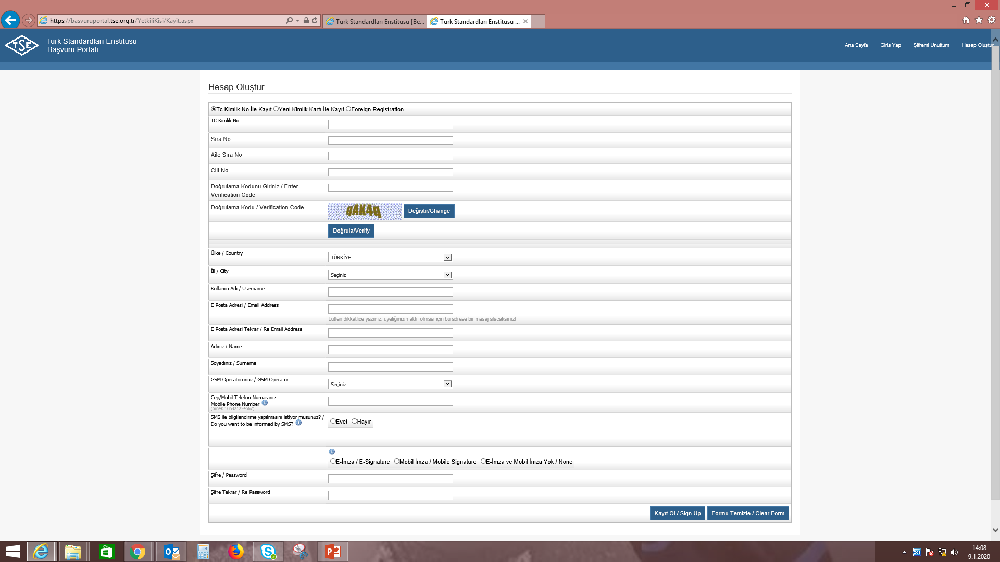 https://basvuruportal.tse.org.tr/YetkiliKisi/Kayit.aspx
Türk Standardları Enstitüsü [Be...
Türk Standardları Enstitüsü ...
TSE
Türk Standardları Enstitüsü
Başvuru Portali
Ana Sayfa
Giriş Yap
Şifremi Unuttum
Hesap Oluştur
Hesap Oluştur
Tc Kimlik No İle Kayıt Yeni Kimlik Kartı İle Kayıt Foreign Registration
TC Kimlik No
Sıra No
Aile Sıra No
Cilt No
Doğrulama Kodunu Giriniz / Enter
Verification Code
Doğrulama Kodu / Verification Code
qAK4q
Değiştir/Change
Doğrula/Verify
Ülke / Country
TÜRKİYE
İli / City
Seçiniz
Kullanıcı Adı / Username
E-Posta Adresi / Email Address
Lütfen dikkatlice yazınız, üyeliğinizin aktif olması için bu adrese bir mesaj alacaksınız!
E-Posta Adresi Tekrar / Re-Email Address
Adınız / Name
Soyadınız / Surname
GSM Operatörünüz / GSM Operator
Seçiniz
Cep/Mobil Telefon Numaranız
Mobile Phone Number
(örnek : 05321234567)
SMS ile bilgilendirme yapılmasını istiyor musunuz? /
Do you want to be informed by SMS?
Evet Hayır
E-İmza / E-Signature Mobil İmza / Mobile Signature E-İmza ve Mobil İmza Yok / None
Şifre / Password
Şifre Tekrar / Re-Password
Kayıt Ol / Sign Up
Formu Temizle / Clear Form
14:08
9.1.2020